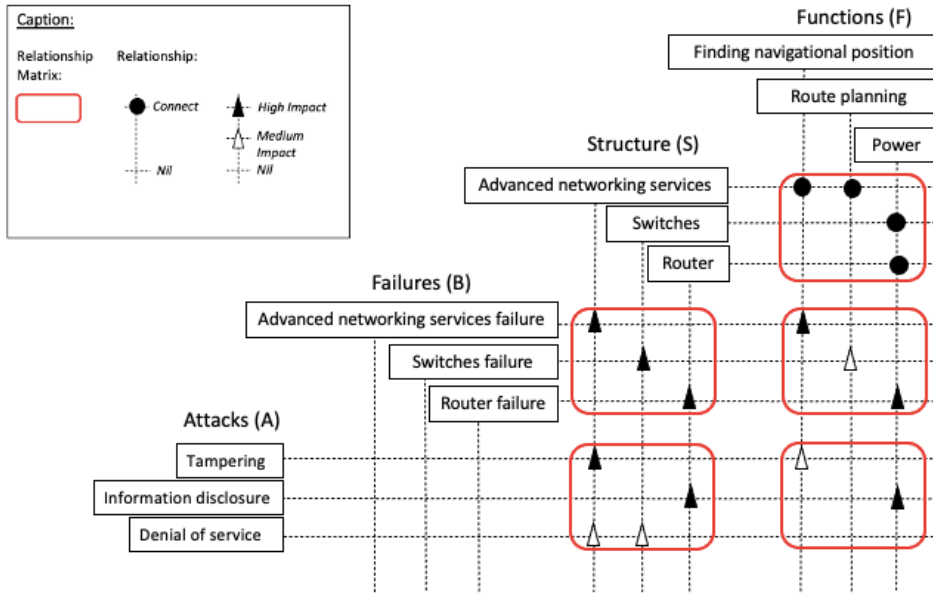 Caption:
Relationship
Matrix:
Relationship:
Connect
Nil
High Impact
Medium
Impact
Nil
Functions (F)
Finding navigational position
Route planning
Power
Structure (S)
Advanced networking services
Switches
Router
Failures (B)
Advanced networking services failure
Switches failure
Router failure
Attacks (A)
Tampering
Information disclosure
Denial of service